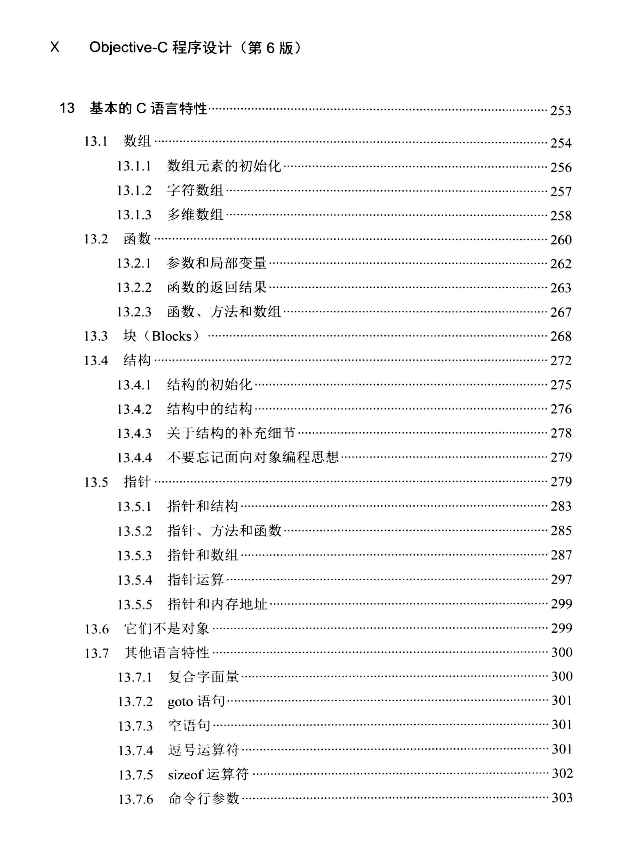 X Objective-C 程序设计（第 6 版）
13 基本的 C 语言特性 253
13.1 数组 254
13.1.1 数组元素的初始化 256
13.1.2 字符数组 257
13.1.3 多维数组 258
13.2 函数 260
13.2.1 参数和局部变量 262
13.2.2 函数的返回结果 263
13.2.3 函数、方法和数组 267
13.3 块（Blocks） 268
13.4 结构 272
13.4.1 结构的初始化 275
13.4.2 结构中的结构 276
13.4.3 关于结构的补充细节 278
13.4.4 不要忘记面向对象编程思想 279
13.5 指针 279
13.5.1 指针和结构 283
13.5.2 指针、方法和函数 285
13.5.3 指针和数组 287
13.5.4 指针运算 297
13.5.5 指针和内存地址 299
13.6 它们不是对象 299
13.7 其他语言特性 300
13.7.1 复合字面量 300
13.7.2 goto 语句 301
13.7.3 空语句 301
13.7.4 逗号运算符 301
13.7.5 sizeof 运算符 302
13.7.6 命令行参数 303